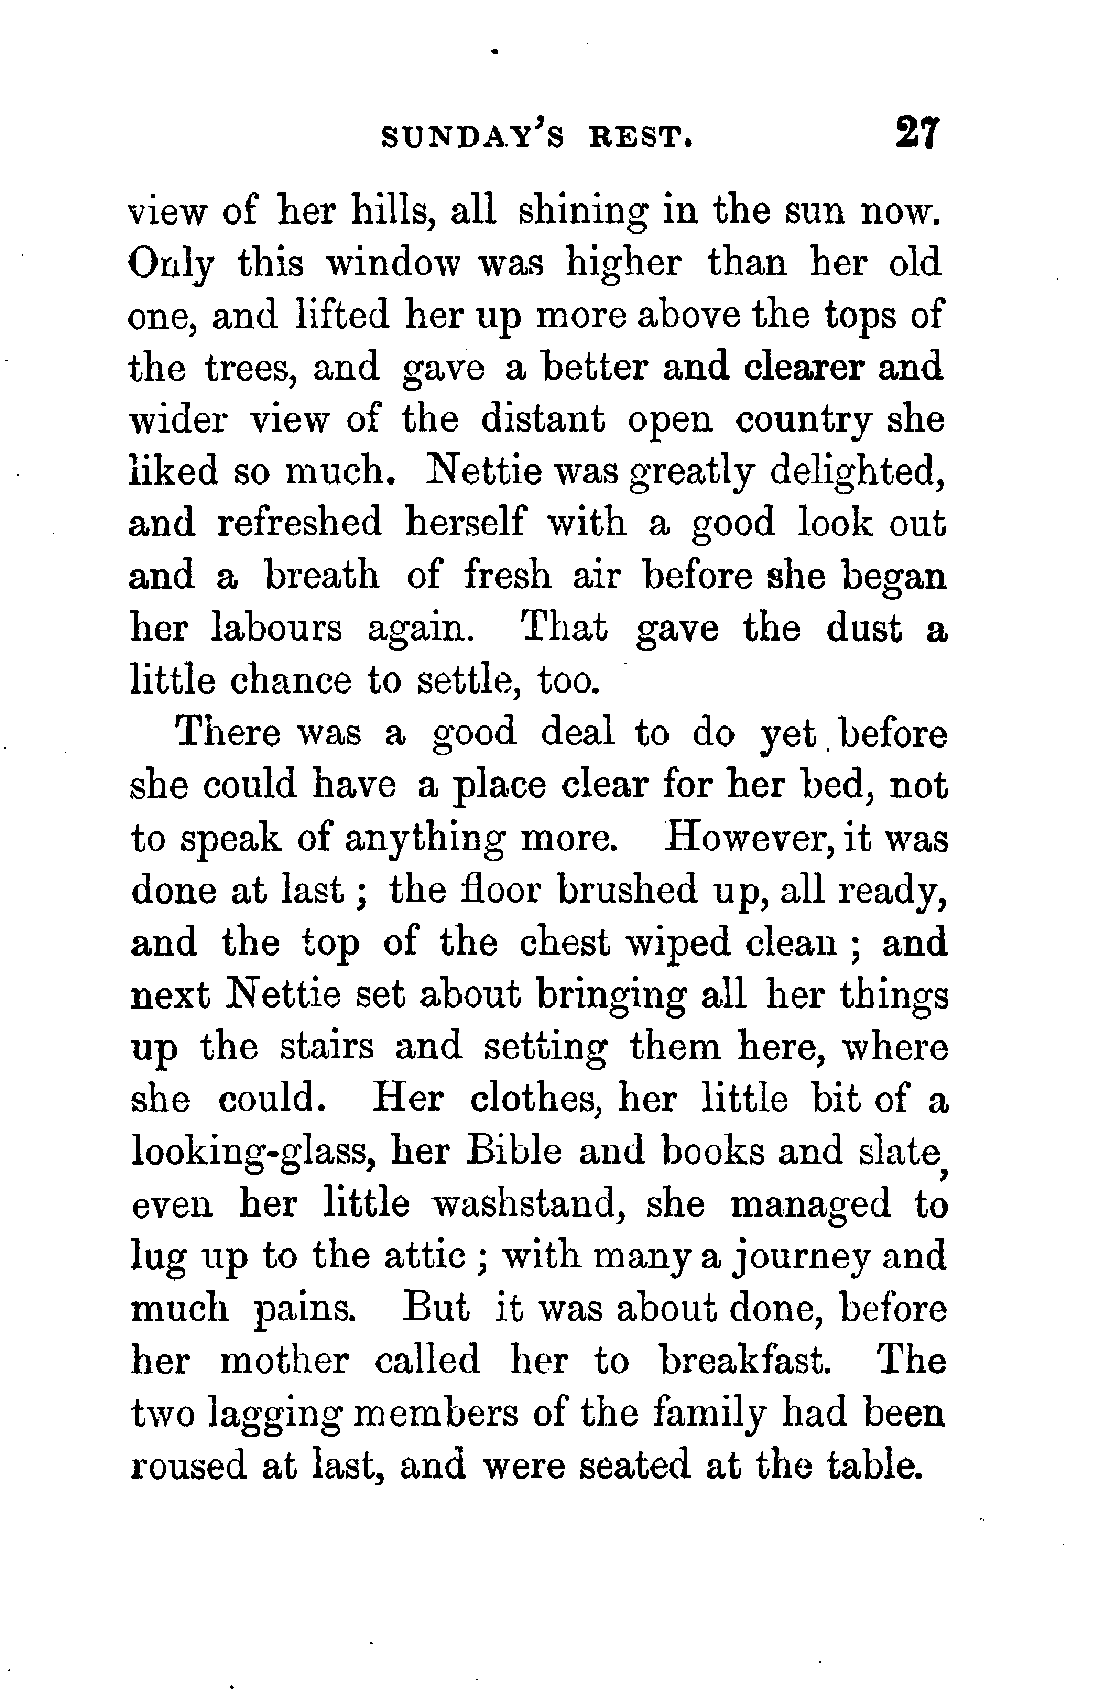 SUNDAY'S REST. 27
view of her hills, all shining in the sun now.
Only this window was higher than her old
one, and lifted her up more above the tops of
the trees, and gave a better and clearer and
wider view of the distant open country she
liked so much. Nettie was greatly delighted,
and refreshed herself with a good look out
and a breath of fresh air before she began
her labours again. That gave the dust a
little chance to settle, too.
There was a good deal to do yet before
she could have a place clear for her bed, not
to speak of anything more. However, it was
done at last ; the floor brushed up, all ready,
and the top of the chest wiped clean ; and
next Nettie set about bringing all her things
up the stairs and setting them here, where
she could. Her clothes, her little bit of a
looking-glass, her Bible and books and slate,
even her little washstand, she managed to
lug up to the attic ; with many a journey and
much pains. But it was about done, before
her mother called her to breakfast. The
two lagging members of the family had been
roused at last, and were seated at the table.